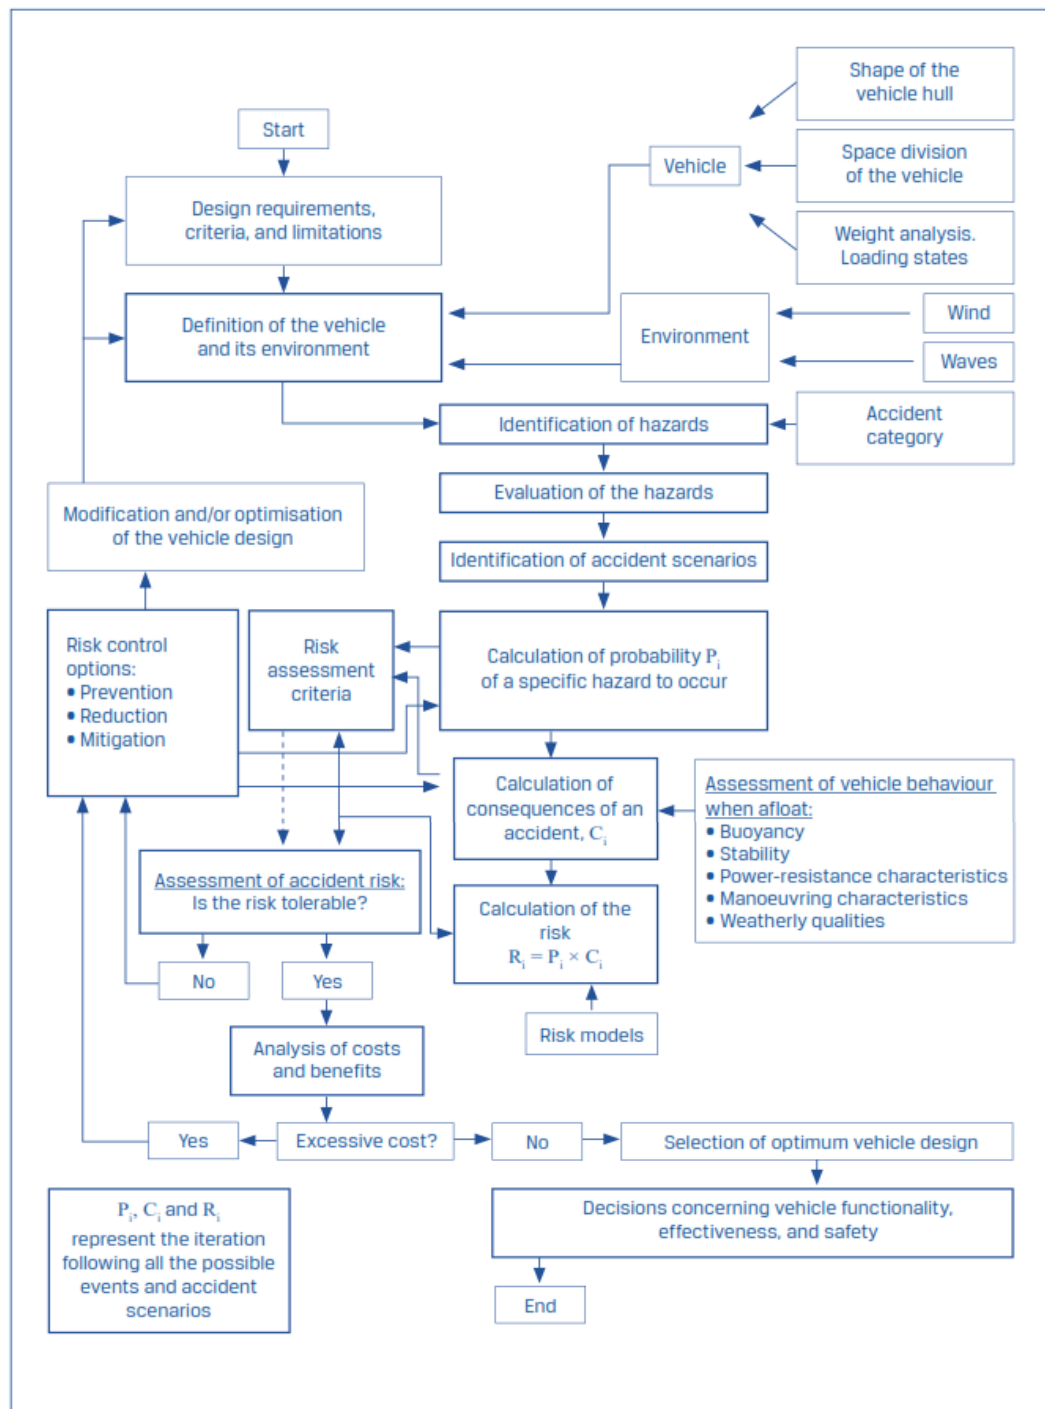 Start
Design requirements,
criteria, and limitations
Definition of the vehicle
and its environment
Vehicle
Shape of the
vehicle hull
Space division
of the vehicle
Weight analysis.
Loading states
Environment
Wind
Waves
Identification of hazards
Accident
category
Evaluation of the hazards
Identification of accident scenarios
Modification and/or optimisation
of the vehicle design
Risk control
options:
• Prevention
• Reduction
• Mitigation
Risk
assessment
criteria
Calculation of probability Pᵢ
of a specific hazard to occur
Calculation of
consequences of an
accident, Cᵢ
Assessment of vehicle behaviour
when afloat:
• Buoyancy
• Stability
• Power-resistance characteristics
• Manoeuvring characteristics
• Weatherly qualities
Assessment of accident risk:
Is the risk tolerable?
Calculation of the
risk
Rᵢ = Pᵢ × Cᵢ
No
Yes
Risk models
Analysis of costs
and benefits
Yes
Excessive cost?
No
Selection of optimum vehicle design
Pᵢ, Cᵢ and Rᵢ
represent the iteration
following all the possible
events and accident
scenarios
Decisions concerning vehicle functionality,
effectiveness, and safety
End